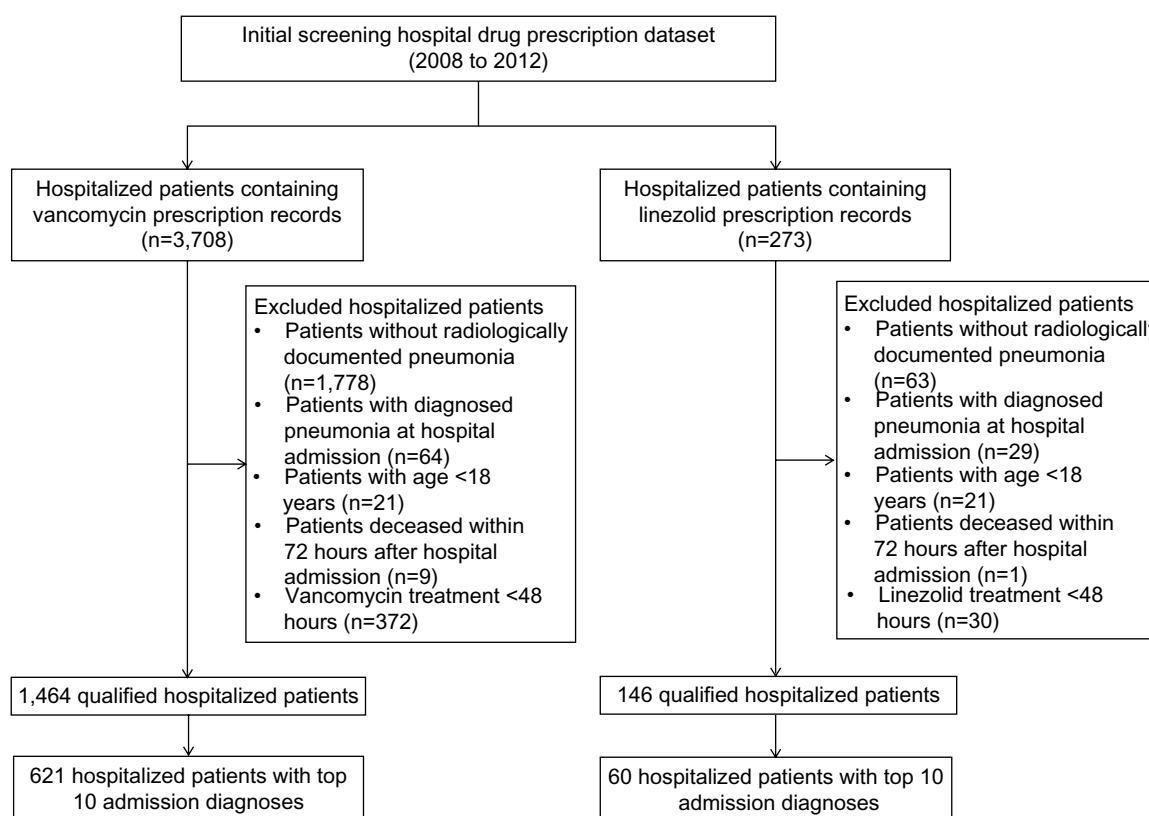 Initial screening hospital drug prescription dataset
(2008 to 2012)
Hospitalized patients containing
vancomycin prescription records
(n=3,708)
Hospitalized patients containing
linezolid prescription records
(n=273)
Excluded hospitalized patients
• Patients without radiologically
documented pneumonia
(n=1,778)
• Patients with diagnosed
pneumonia at hospital
admission (n=64)
• Patients with age <18
years (n=21)
• Patients deceased within
72 hours after hospital
admission (n=9)
• Vancomycin treatment <48
hours (n=372)
Excluded hospitalized patients
• Patients without radiologically
documented pneumonia
(n=63)
• Patients with diagnosed
pneumonia at hospital
admission (n=29)
• Patients with age <18
years (n=21)
• Patients deceased within
72 hours after hospital
admission (n=1)
• Linezolid treatment <48
hours (n=30)
1,464 qualified hospitalized patients
146 qualified hospitalized patients
621 hospitalized patients with top
10 admission diagnoses
60 hospitalized patients with top 10
admission diagnoses